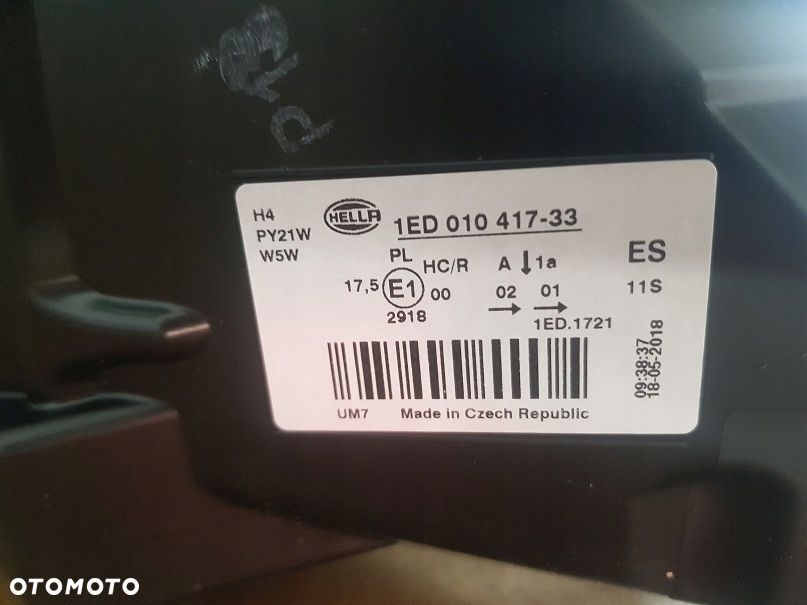 H4
PY21W
W5W
HELLA
1ED 010 417-33
PL
HC/R
A ↓ 1a
ES
17,5
E1
00
02
01
11S
→ →
2918
1ED.1721
09:38:37
18-05-2018
UM7
Made in Czech Republic
OTOMOTO